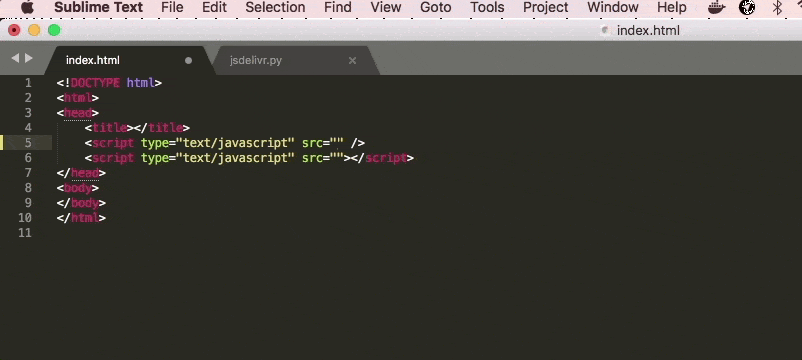 Sublime Text File Edit Selection Find View Goto Tools Project Window Help
index.html
index.html jsdelivr.py
1 <!DOCTYPE html>
2 <html>
3 <head>
4 <title></title>
5 <script type="text/javascript" src="" />
6 <script type="text/javascript" src=""></script>
7 </head>
8 <body>
9 </body>
10 </html>
11